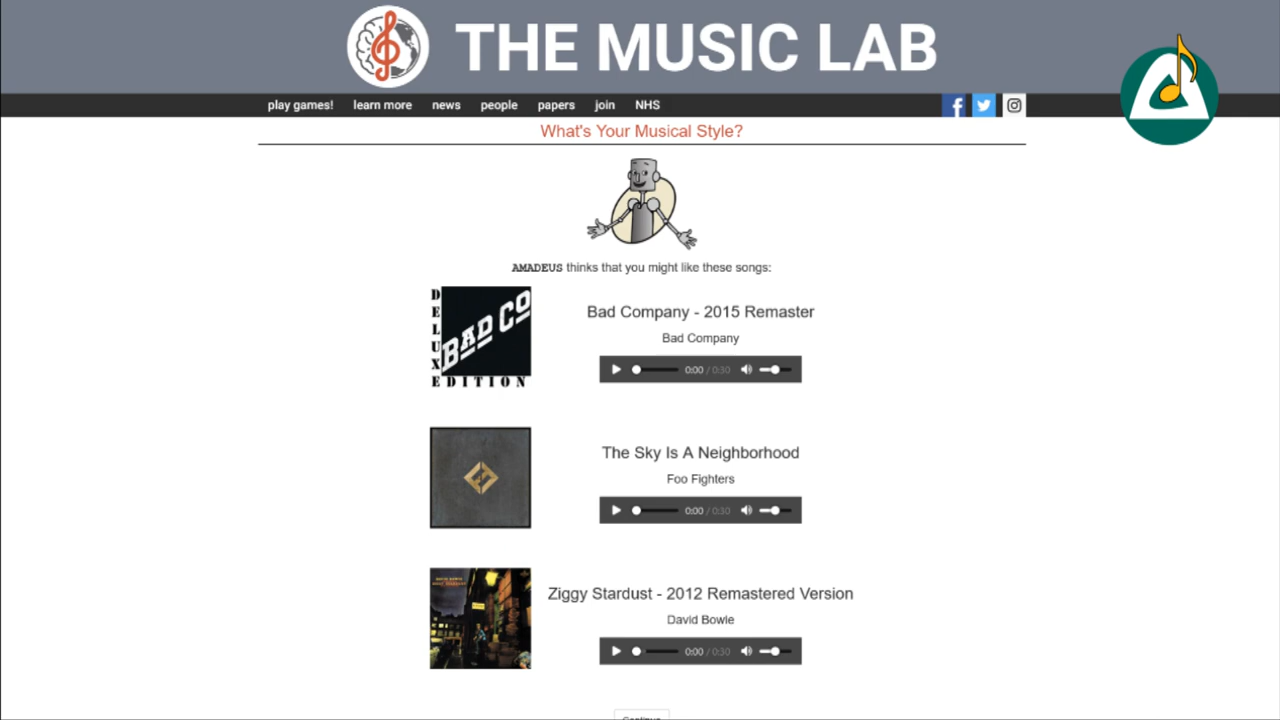 THE MUSIC LAB
play games! learn more news people papers join NHS
What's Your Musical Style?
AMADEUS thinks that you might like these songs:
DELUXE
BAD CO
EDITION
Bad Company - 2015 Remaster
Bad Company
0:00 / 0:30
The Sky Is A Neighborhood
Foo Fighters
0:00 / 0:30
DAVID BOWIE
Ziggy Stardust - 2012 Remastered Version
David Bowie
0:00 / 0:30
Continue